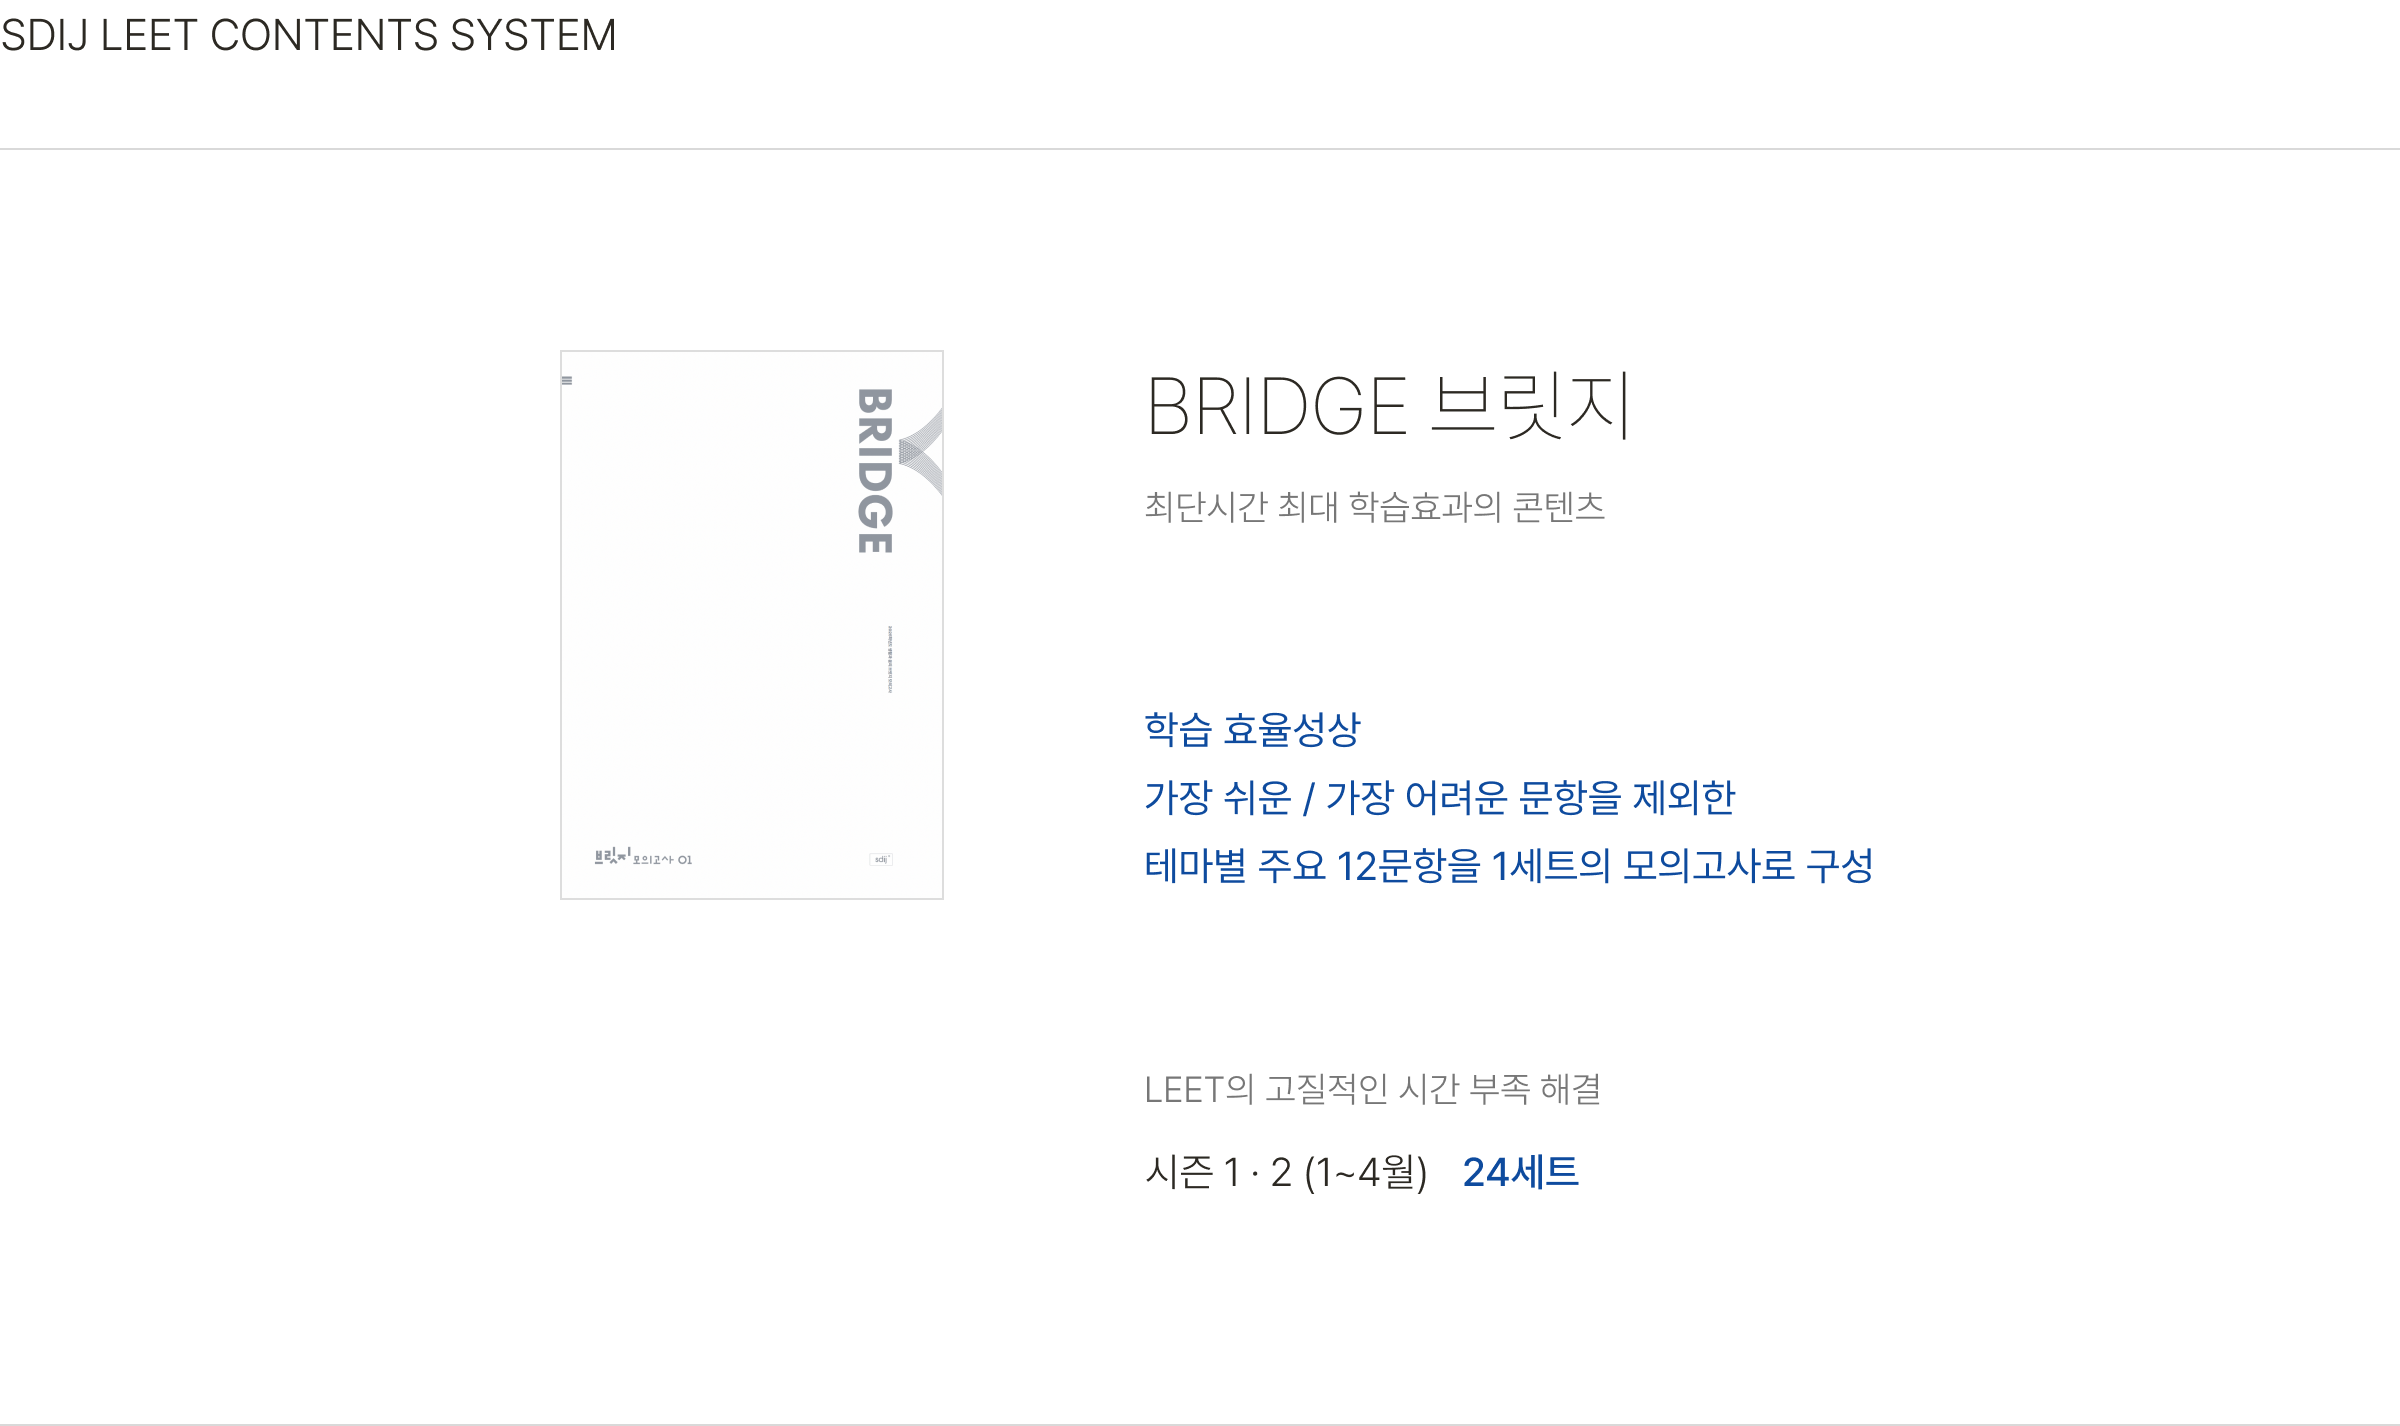 SDIJ LEET CONTENTS SYSTEM
BRIDGE
브릿지 모의고사 01
sdij
BRIDGE 브릿지
최단시간 최대 학습효과의 콘텐츠
학습 효율성상
가장 쉬운 / 가장 어려운 문항을 제외한
테마별 주요 12문항을 1세트의 모의고사로 구성
LEET의 고질적인 시간 부족 해결
시즌 1 · 2 (1~4월) 24세트